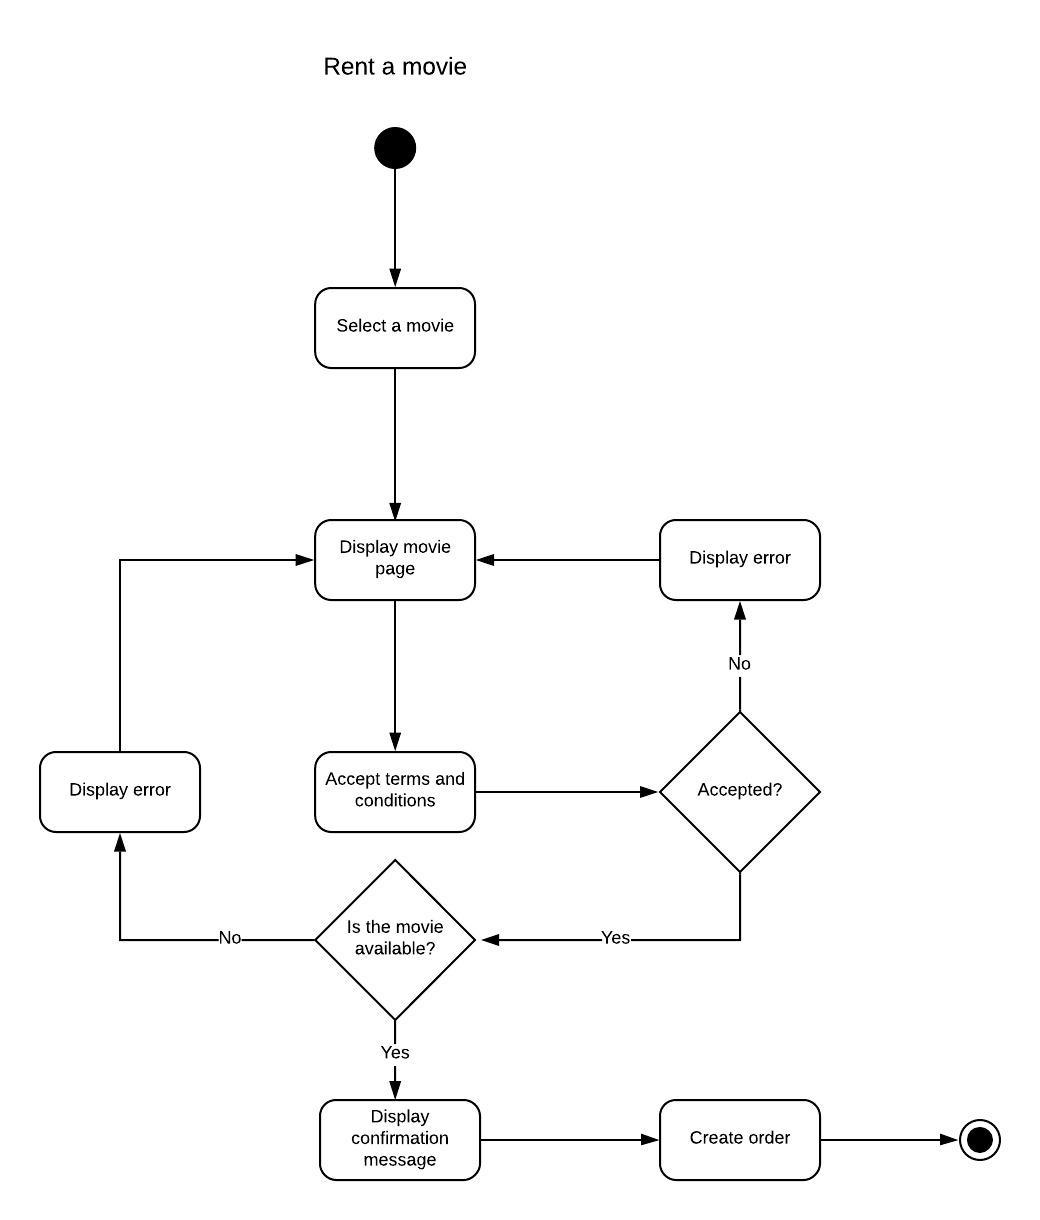 Rent a movie
Select a movie
Display movie
page
Display error
No
Display error
Accept terms and
conditions
Accepted?
Is the movie
available?
No
Yes
Yes
Display
confirmation
message
Create order